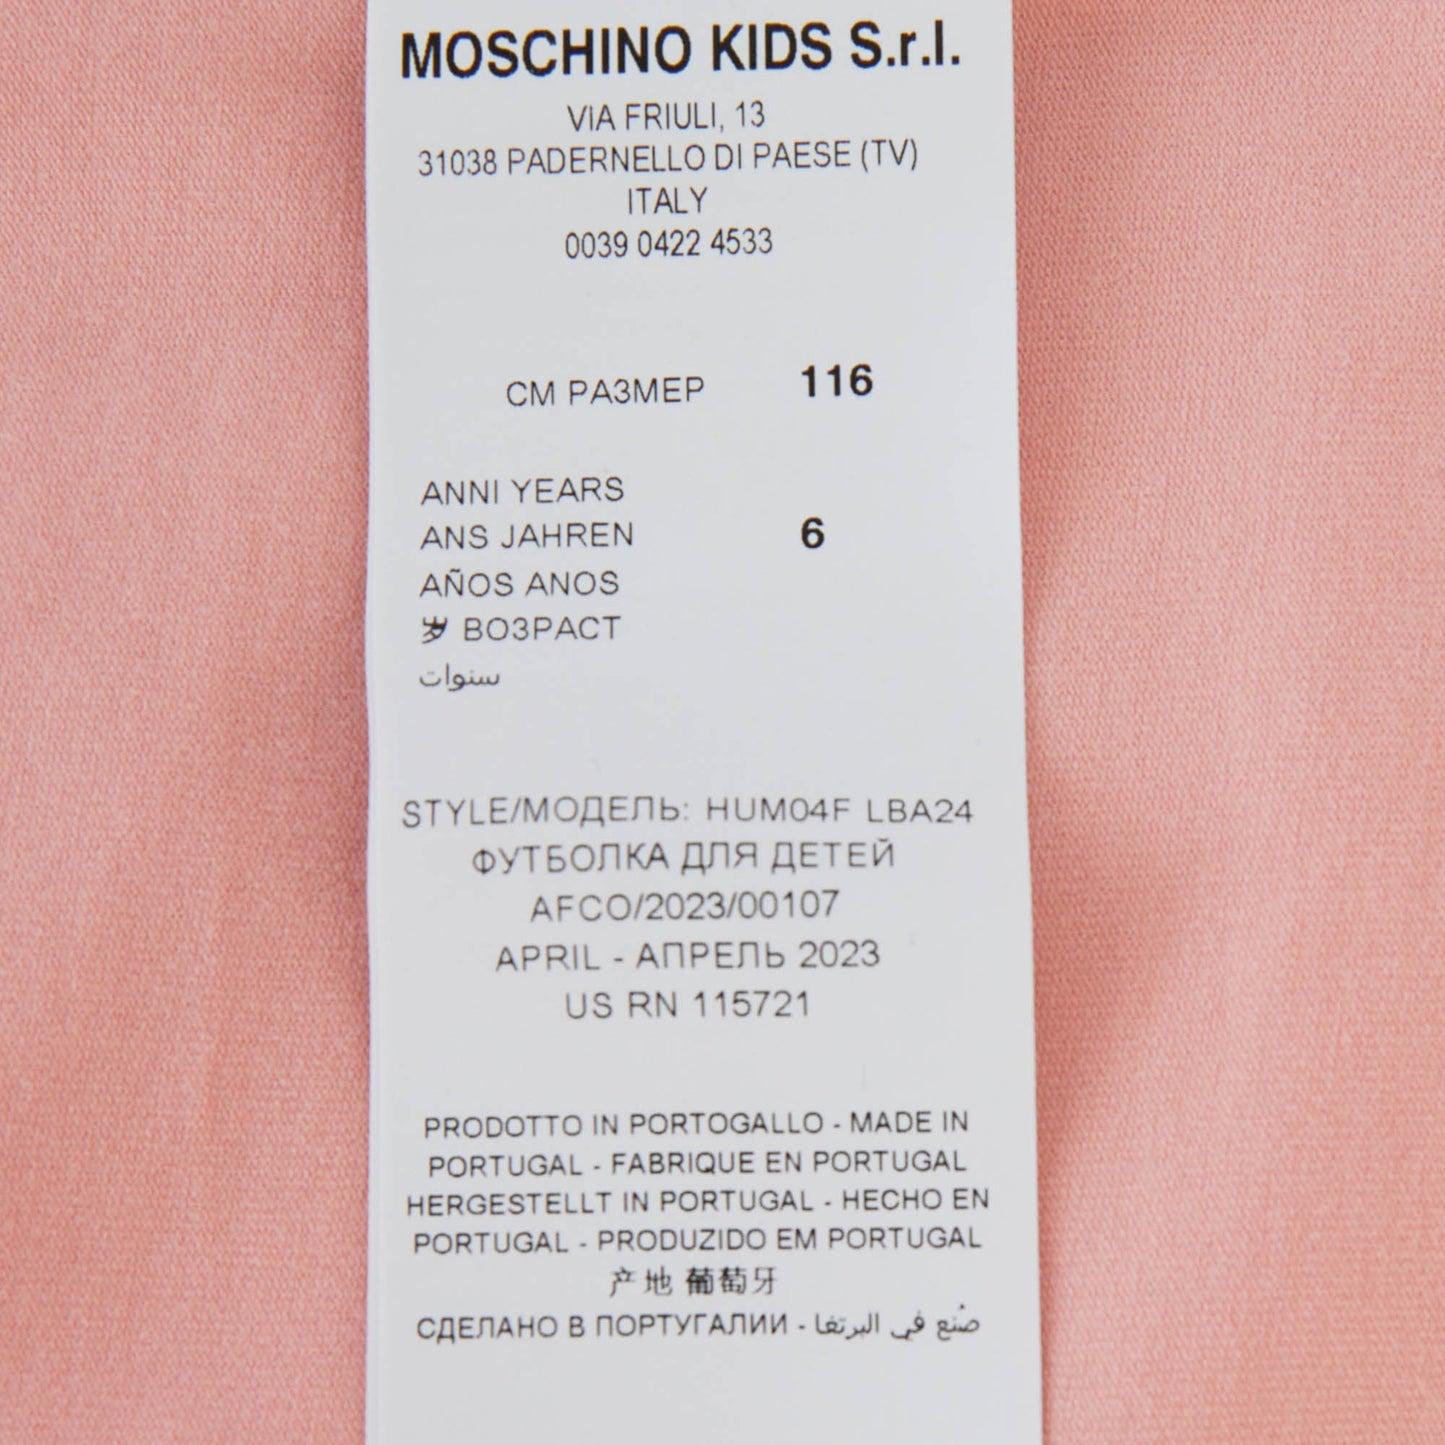 MOSCHINO KIDS S.r.l.
VIA FRIULI, 13
31038 PADERNELLO DI PAESE (TV)
ITALY
0039 0422 4533
СМ РАЗМЕР 116
ANNI YEARS
ANS JAHREN 6
AÑOS ANOS
岁 ВОЗРАСТ
سنوات
STYLE/МОДЕЛЬ: HUM04F LBA24
ФУТБОЛКА ДЛЯ ДЕТЕЙ
AFCO/2023/00107
APRIL - АПРЕЛЬ 2023
US RN 115721
PRODOTTO IN PORTOGALLO - MADE IN
PORTUGAL - FABRIQUE EN PORTUGAL
HERGESTELLT IN PORTUGAL - HECHO EN
PORTUGAL - PRODUZIDO EM PORTUGAL
产地 葡萄牙
СДЕЛАНО В ПОРТУГАЛИИ - صُنع في البرتغا